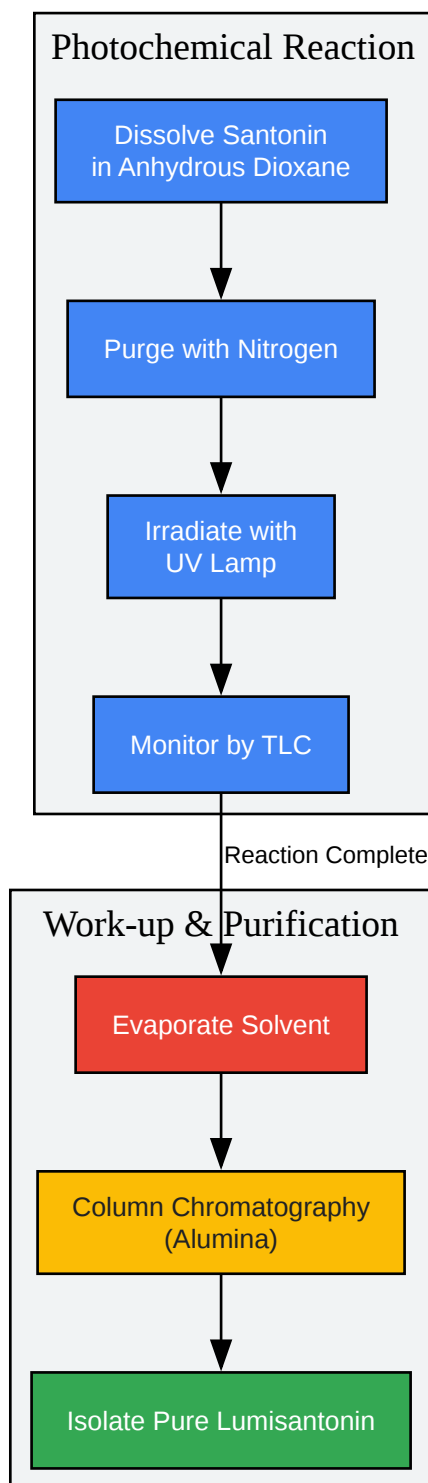 Photochemical Reaction
Dissolve Santonin
in Anhydrous Dioxane
Purge with Nitrogen
Irradiate with
UV Lamp
Monitor by TLC
Reaction Complete
Work-up & Purification
Evaporate Solvent
Column Chromatography
(Alumina)
Isolate Pure Lumisantonin